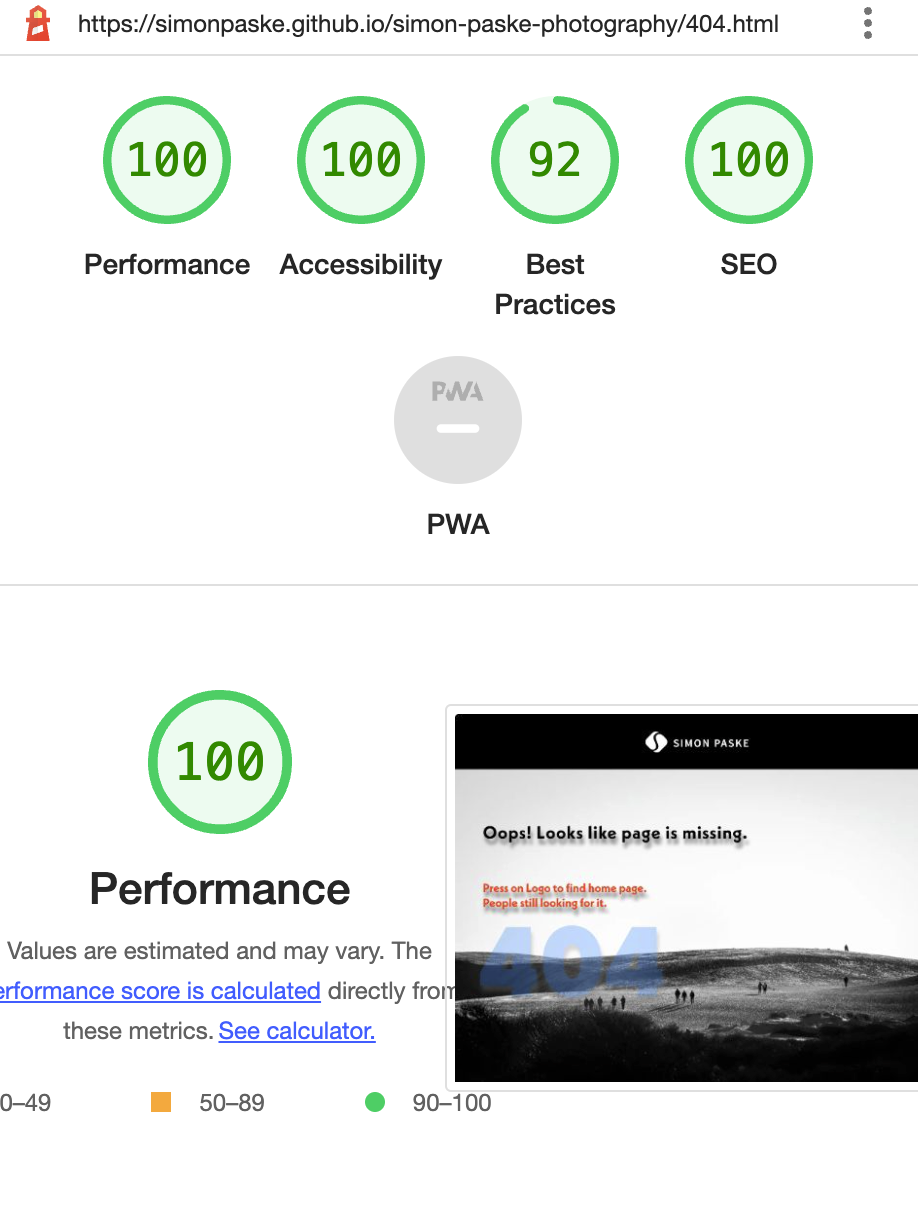 https://simonpaske.github.io/simon-paske-photography/404.html
100 100 92 100
Performance Accessibility Best Practices SEO
PWA
PWA
100
Performance
Values are estimated and may vary. The
erformance score is calculated directly from
these metrics. See calculator.
0–49 50–89 90–100
SIMON PASKE
Oops! Looks like page is missing.
Press on Logo to find home page.
People still looking for it.
404